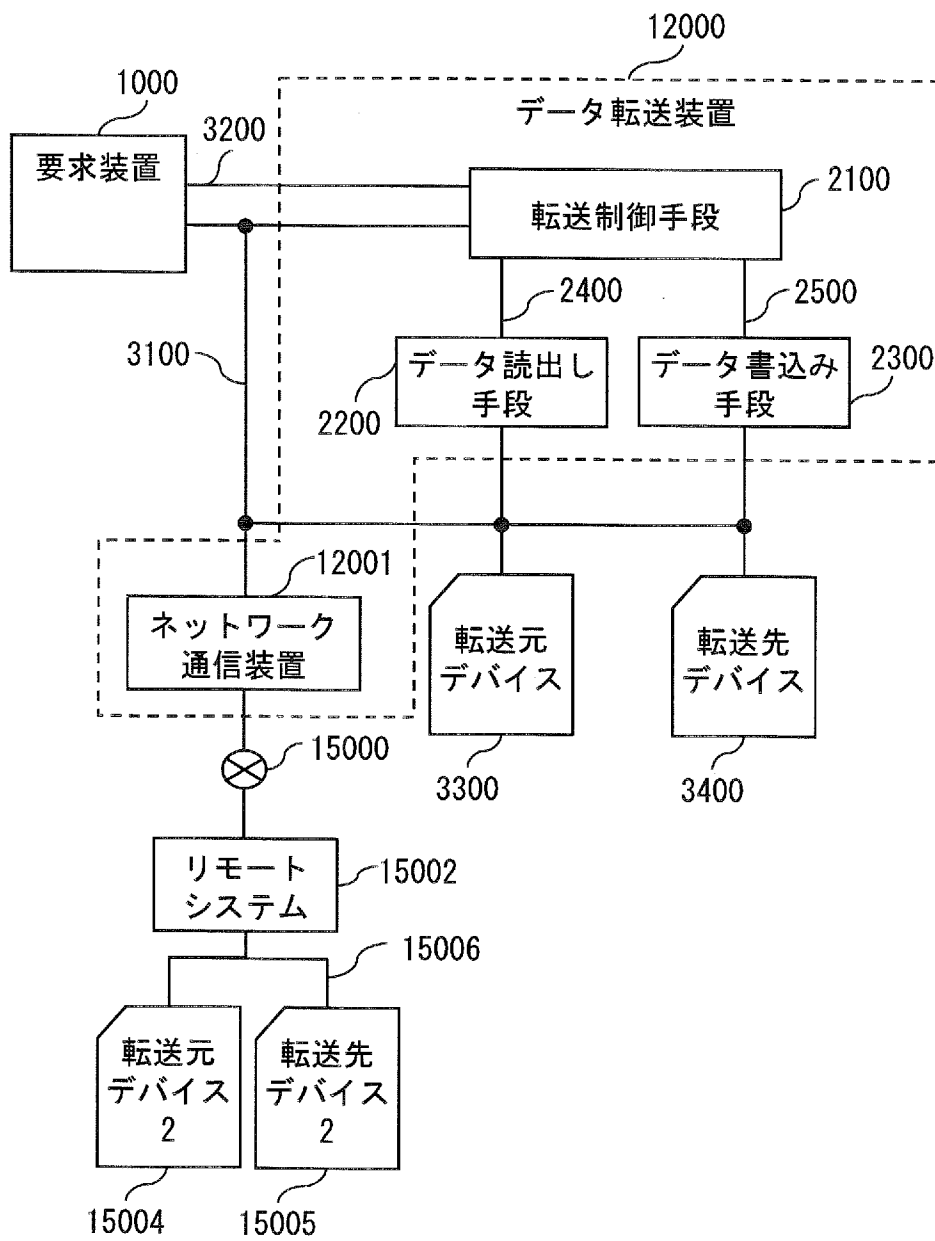 12000
データ転送装置
1000
要求装置
3200
転送制御手段
2100
2400
2500
3100
データ読出し
手段
2200
データ書込み
手段
2300
12001
ネットワーク
通信装置
転送元
デバイス
転送先
デバイス
15000
3300
3400
リモート
システム
15002
15006
転送元
デバイス
2
転送先
デバイス
2
15004
15005